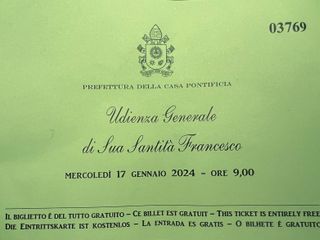 03769
PREFETTURA DELLA CASA PONTIFICIA
Udienza Generale
di Sua Santità Francesco
MERCOLEDÌ 17 GENNAIO 2024 - ORE 9,00
IL BIGLIETTO È DEL TUTTO GRATUITO – CE BILLET EST GRATUIT – THIS TICKET IS ENTIRELY FREE
DIE EINTRITTSKARTE IST KOSTENLOS – LA ENTRADA ES GRATIS – O BILHETE É GRATUITO